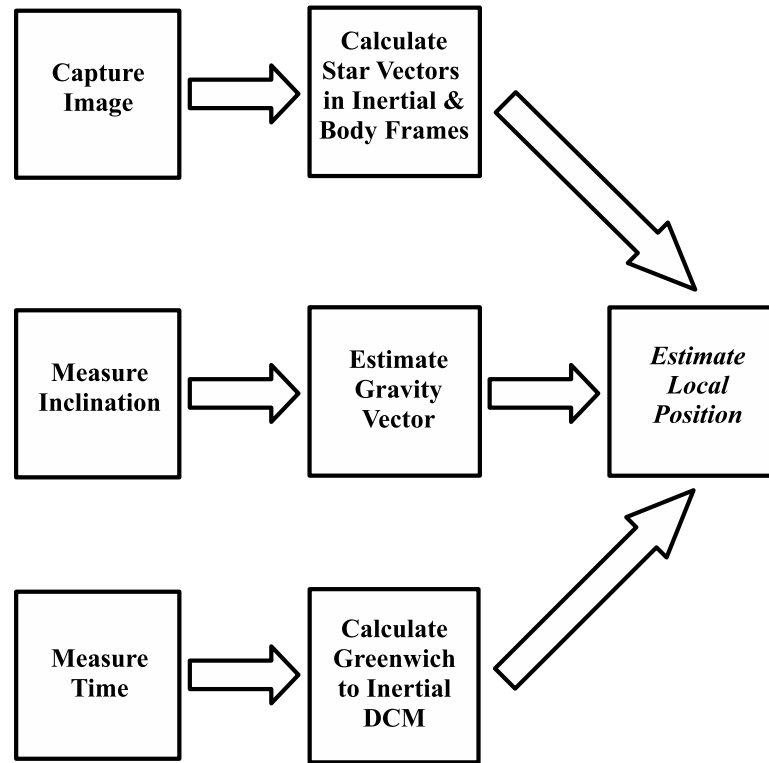 Capture
Image
Calculate
Star Vectors
in Inertial &
Body Frames
Measure
Inclination
Estimate
Gravity
Vector
Estimate
Local
Position
Measure
Time
Calculate
Greenwich
to Inertial
DCM